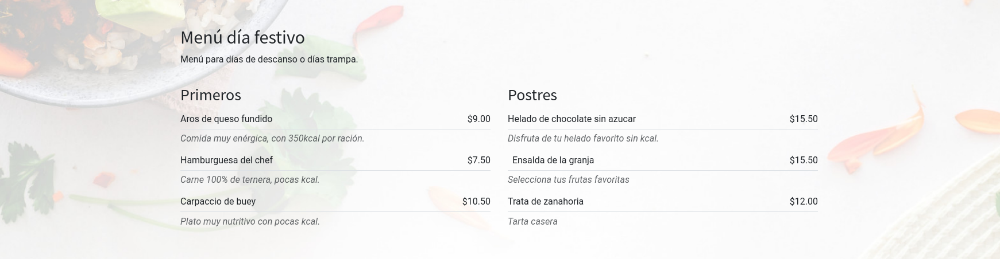 Menú día festivo
Menú para días de descanso o días trampa.
Primeros
Aros de queso fundido $9.00
Comida muy enérgica, con 350kcal por ración.
Hamburguesa del chef $7.50
Carne 100% de ternera, pocas kcal.
Carpaccio de buey $10.50
Plato muy nutritivo con pocas kcal.
Postres
Helado de chocolate sin azucar $15.50
Disfruta de tu helado favorito sin kcal.
Ensalda de la granja $15.50
Selecciona tus frutas favoritas
Trata de zanahoria $12.00
Tarta casera